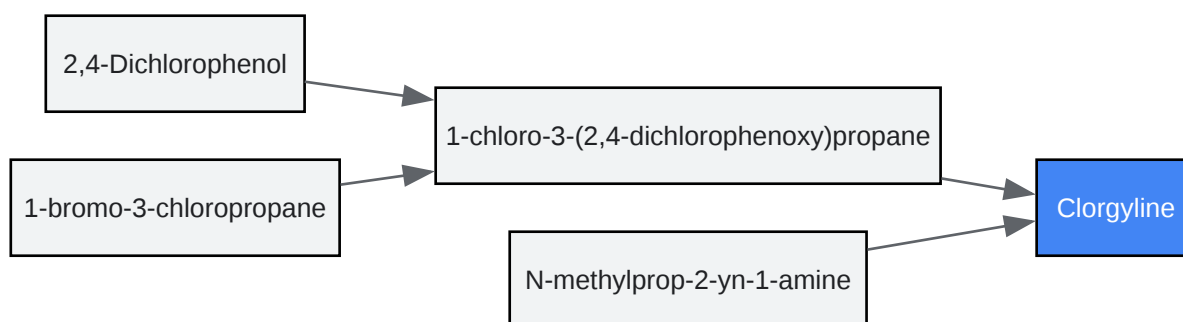 2,4-Dichlorophenol
1-bromo-3-chloropropane
1-chloro-3-(2,4-dichlorophenoxy)propane
N-methylprop-2-yn-1-amine
Clorgyline